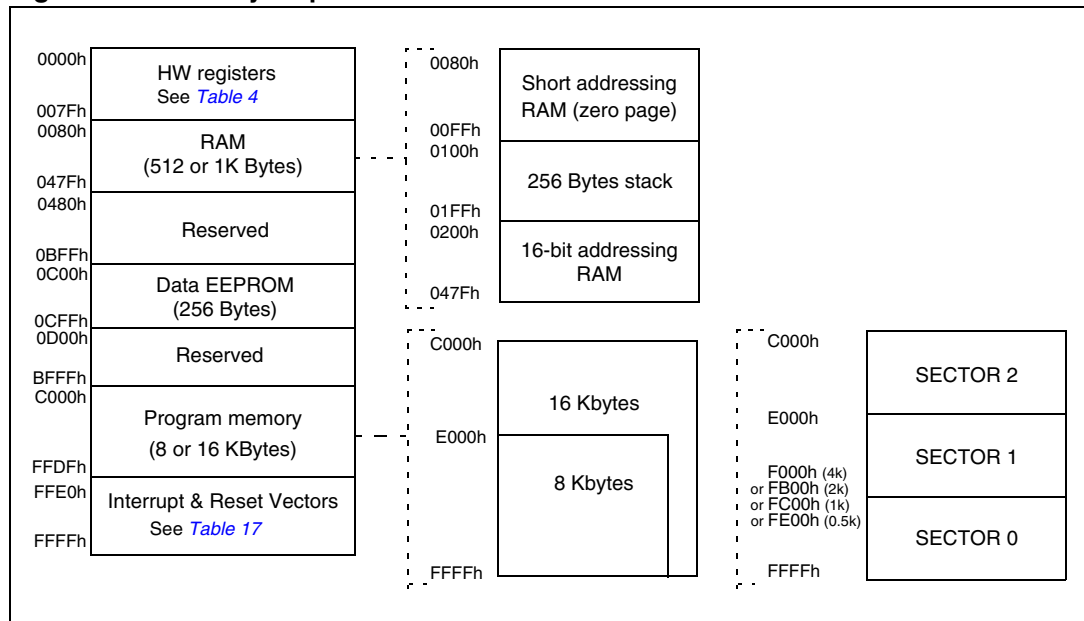 0000h
HW registers
See Table 4
007Fh
0080h
RAM
(512 or 1K Bytes)
047Fh
0480h
Reserved
0BFFh
0C00h
Data EEPROM
(256 Bytes)
0CFFh
0D00h
Reserved
BFFFh
C000h
Program memory
(8 or 16 KBytes)
FFDFh
FFE0h
Interrupt & Reset Vectors
See Table 17
FFFFh
0080h
Short addressing
RAM (zero page)
00FFh
0100h
256 Bytes stack
01FFh
0200h
16-bit addressing
RAM
047Fh
C000h
16 Kbytes
E000h
8 Kbytes
FFFFh
C000h
SECTOR 2
E000h
SECTOR 1
F000h (4k)
or FB00h (2k)
or FC00h (1k)
or FE00h (0.5k)
SECTOR 0
FFFFh